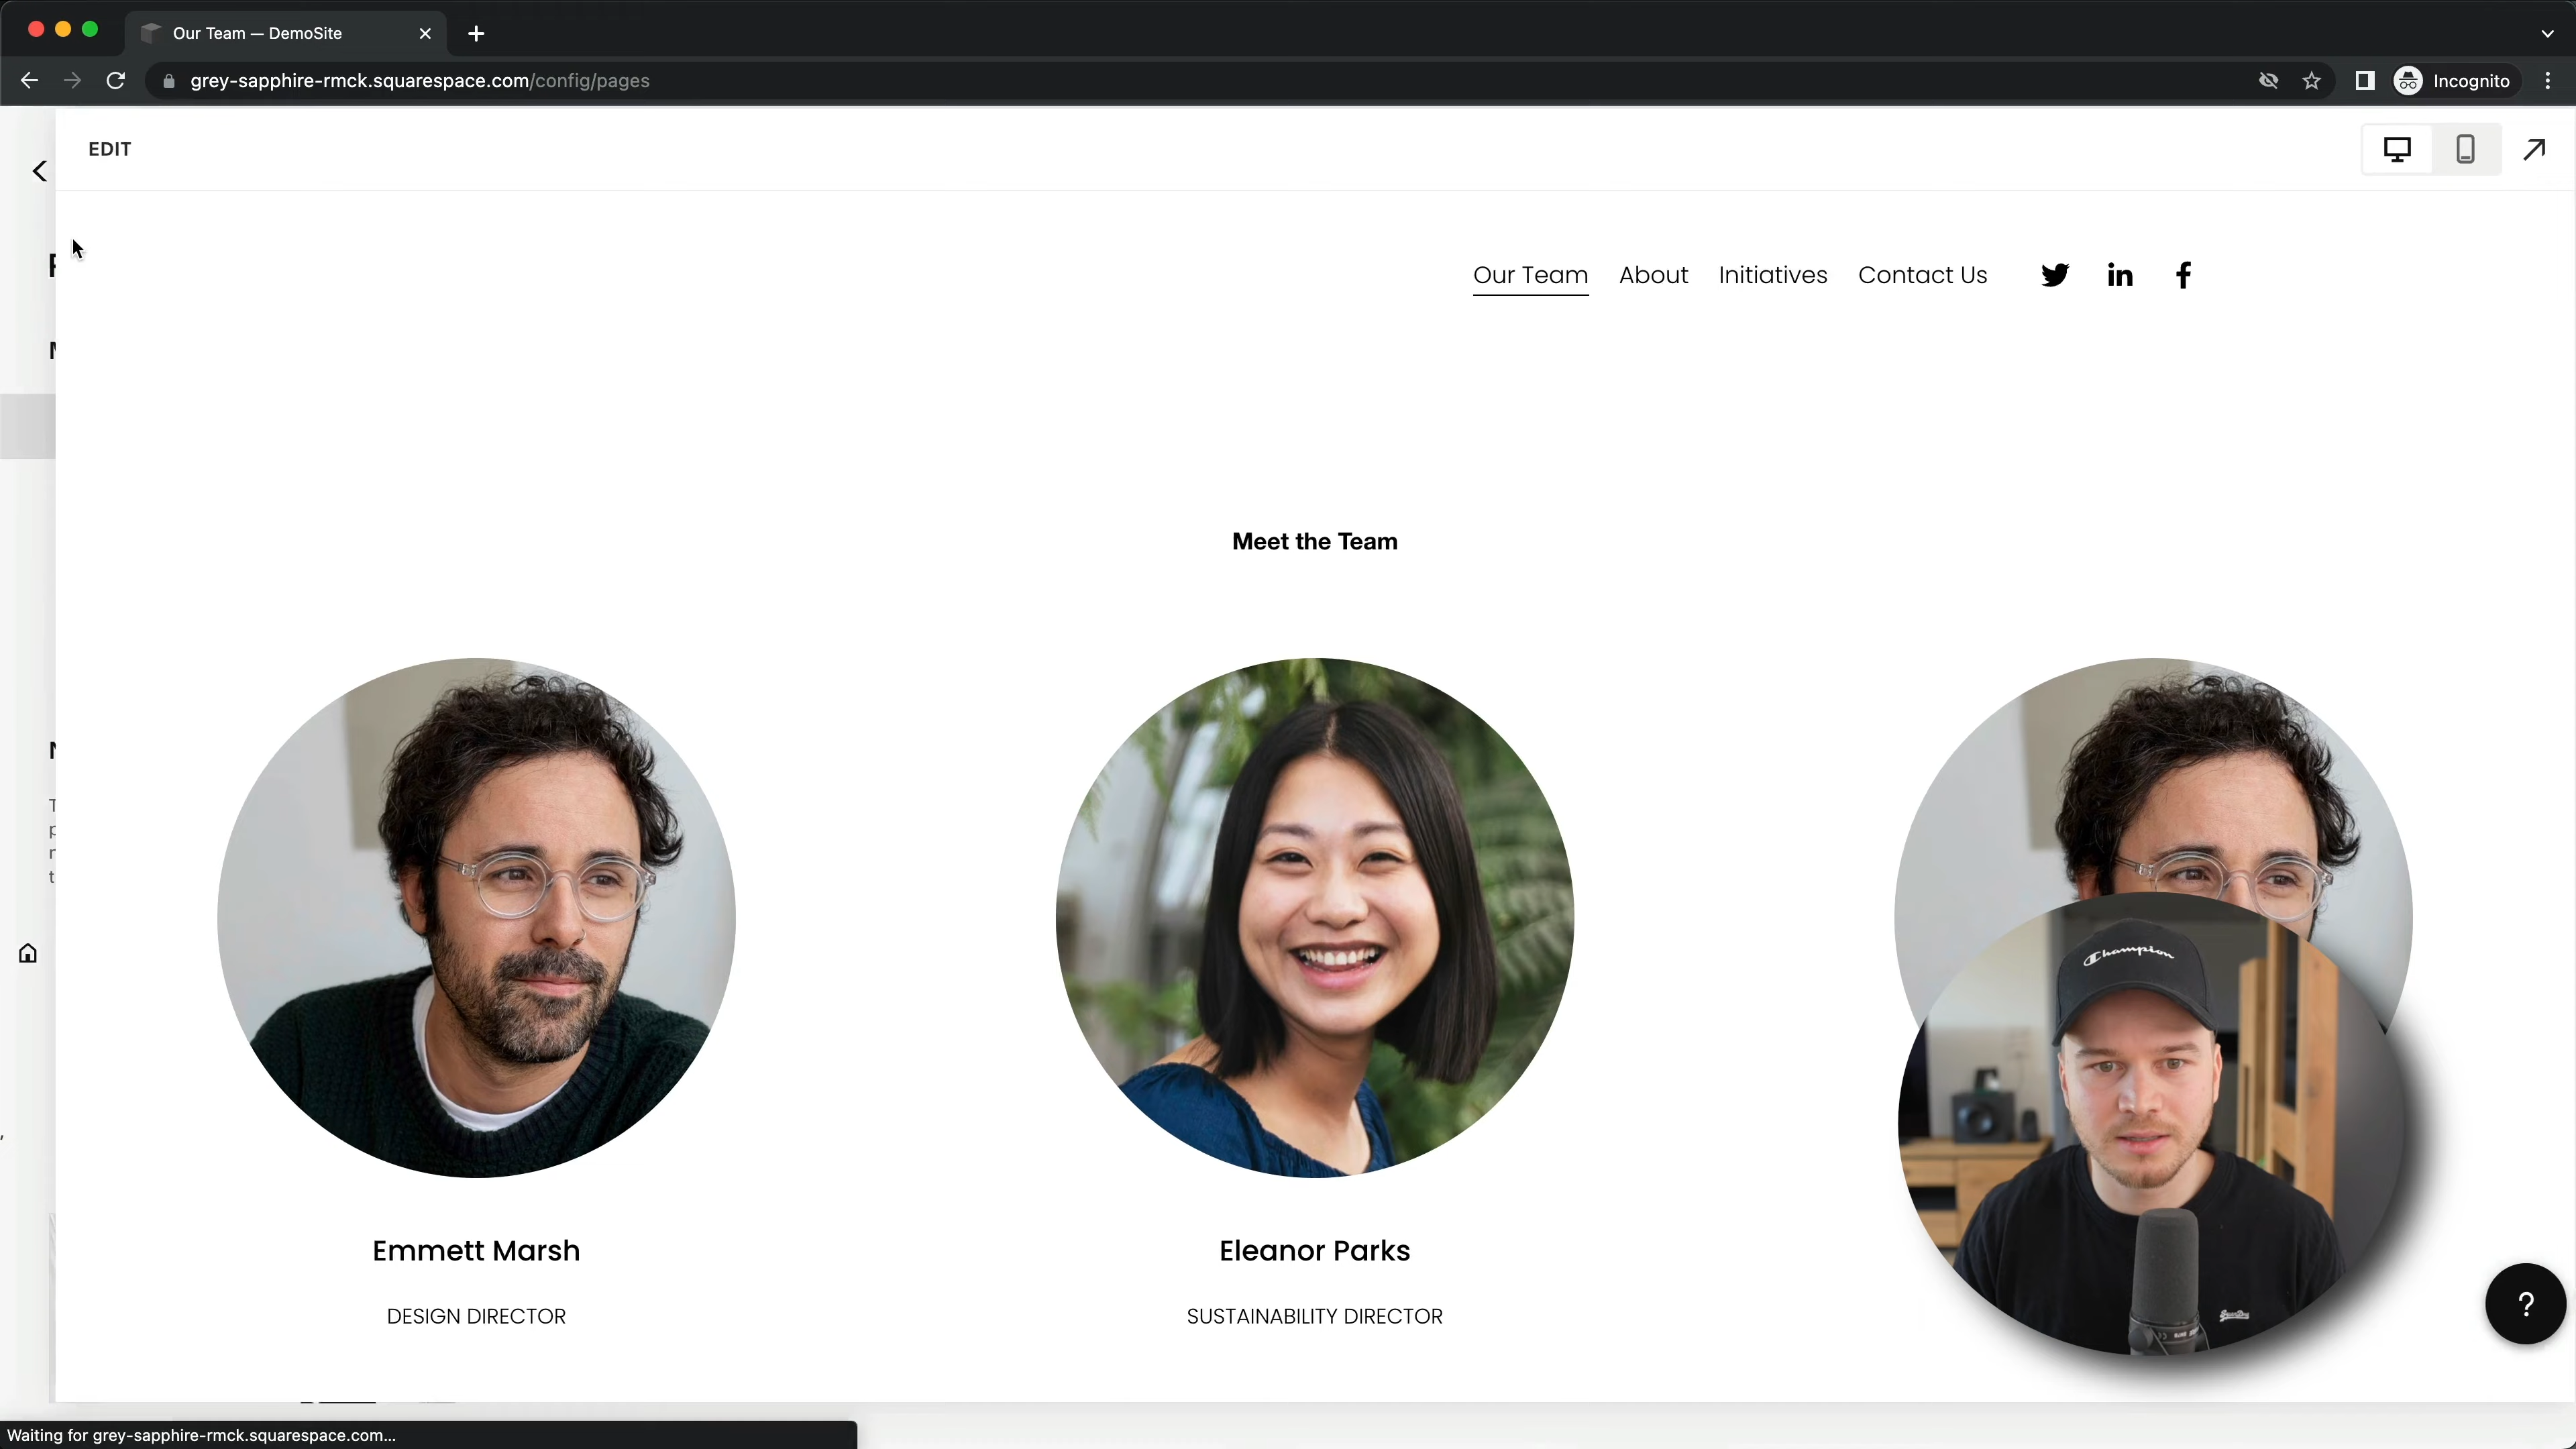 Our Team — DemoSite
grey-sapphire-rmck.squarespace.com/config/pages
Incognito
EDIT
Our Team About Initiatives Contact Us
Meet the Team
Champion
Emmett Marsh
Eleanor Parks
DESIGN DIRECTOR
SUSTAINABILITY DIRECTOR
?
Waiting for grey-sapphire-rmck.squarespace.com...